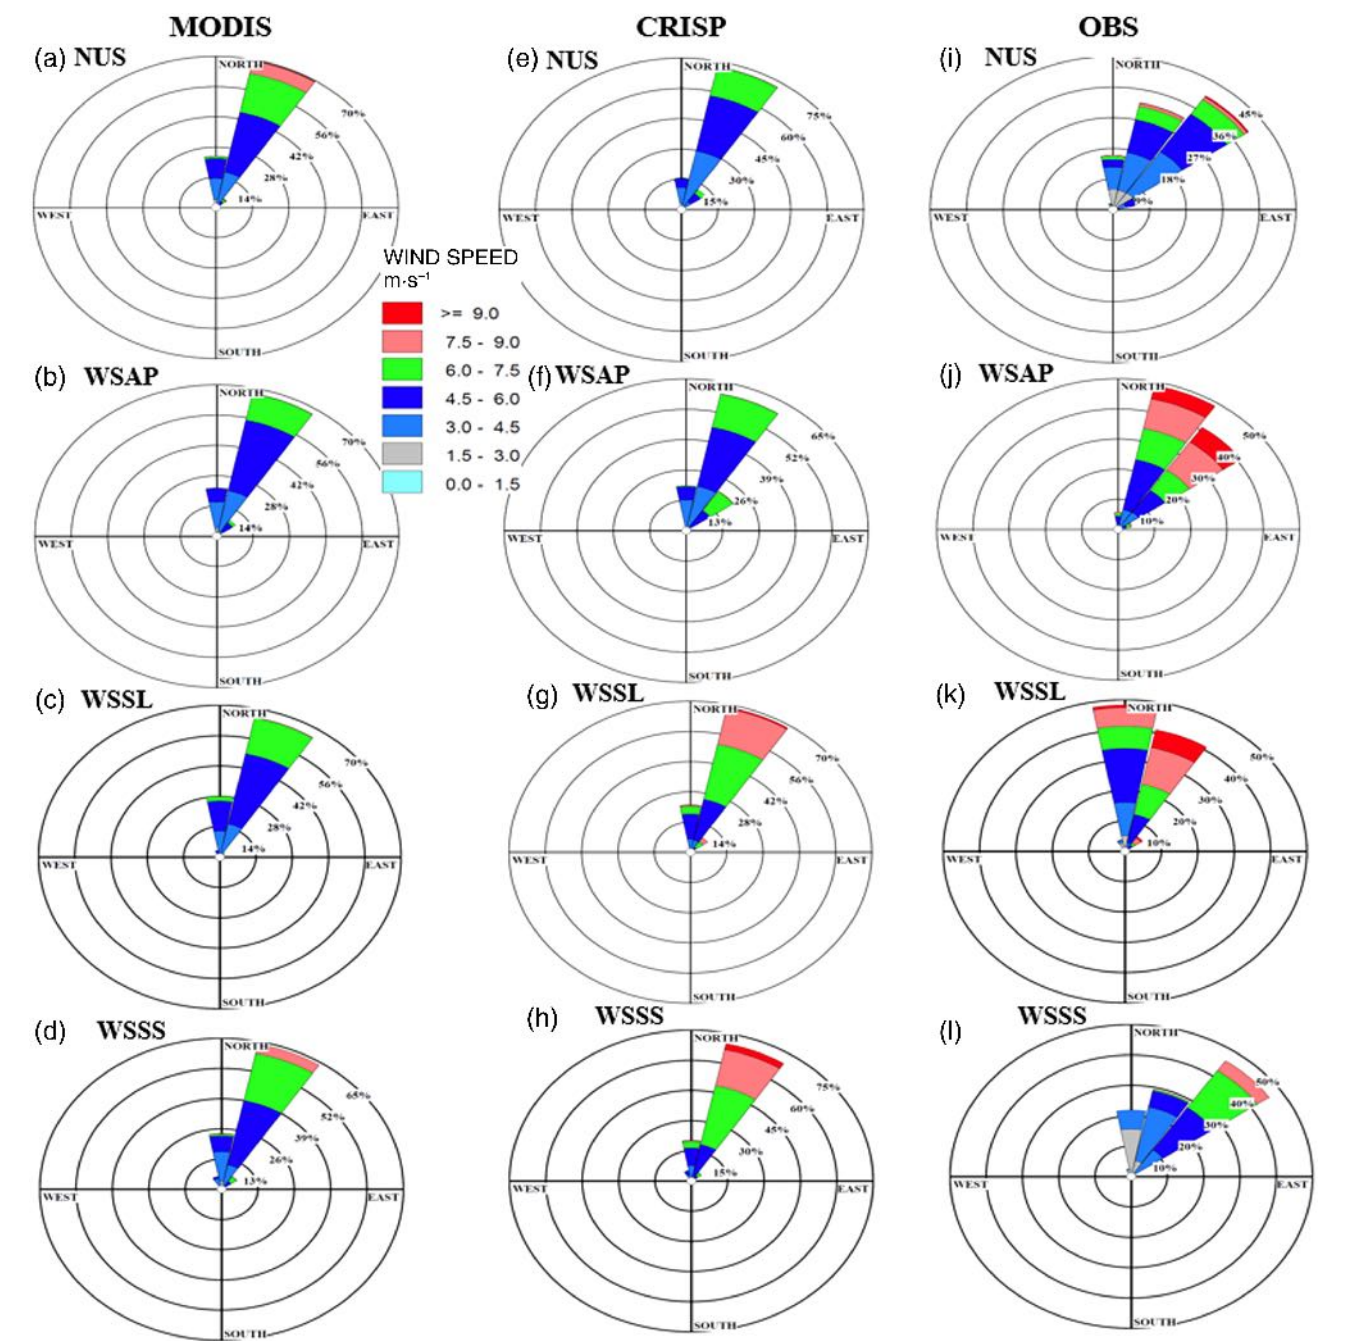 MODIS CRISP OBS
(a) NUS
NORTH
70%
56%
42%
28%
14%
WEST
EAST
SOUTH
(e) NUS
NORTH
75%
60%
45%
30%
15%
WEST
EAST
SOUTH
(i) NUS
NORTH
45%
36%
27%
18%
9%
WEST
EAST
SOUTH
WIND SPEED
m·s⁻¹
>= 9.0
7.5 - 9.0
6.0 - 7.5
4.5 - 6.0
3.0 - 4.5
1.5 - 3.0
0.0 - 1.5
(b) WSAP
NORTH
70%
56%
42%
28%
14%
WEST
EAST
SOUTH
(f) WSAP
NORTH
65%
52%
39%
26%
13%
WEST
EAST
SOUTH
(j) WSAP
NORTH
50%
40%
30%
20%
10%
WEST
EAST
SOUTH
(c) WSSL
NORTH
70%
56%
42%
28%
14%
WEST
EAST
SOUTH
(g) WSSL
NORTH
70%
56%
42%
28%
14%
WEST
EAST
SOUTH
(k) WSSL
NORTH
50%
40%
30%
20%
10%
WEST
EAST
SOUTH
(d) WSSS
NORTH
65%
52%
39%
26%
13%
WEST
EAST
SOUTH
(h) WSSS
NORTH
75%
60%
45%
30%
15%
WEST
EAST
SOUTH
(l) WSSS
NORTH
50%
40%
30%
20%
10%
WEST
EAST
SOUTH